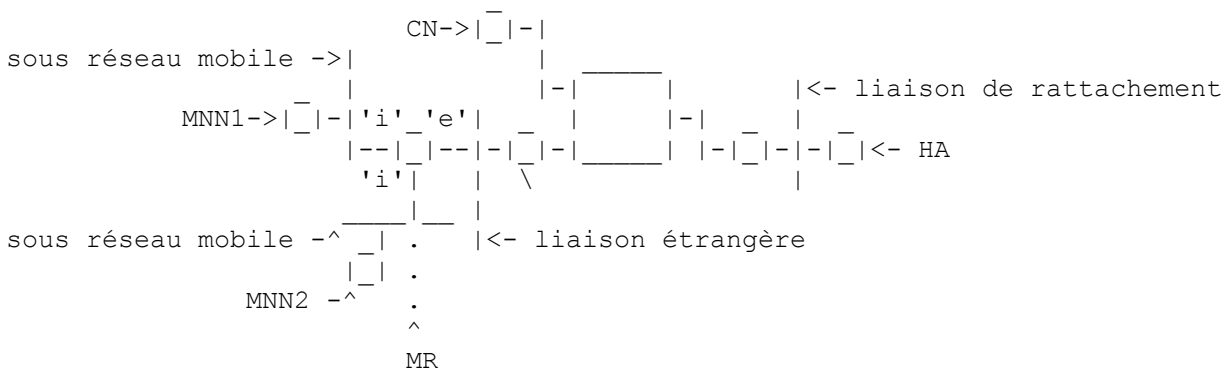 CN->
sous réseau mobile ->
<- liaison de rattachement
MNN1-> 'i' 'e'
<- HA
'i'
sous réseau mobile -^ <- liaison étrangère
MNN2 -^
MR